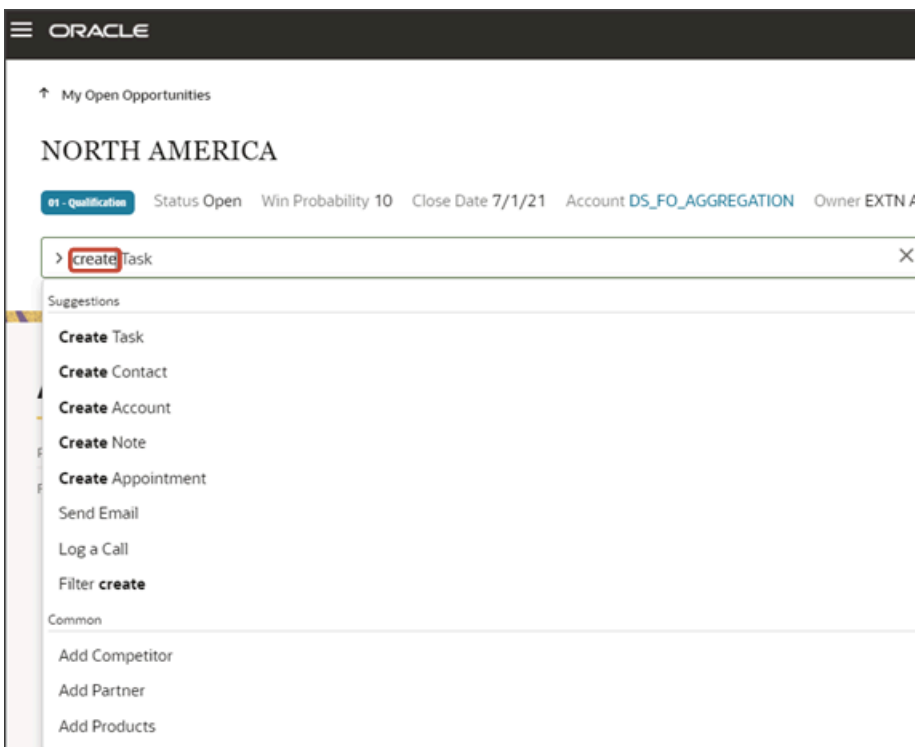 ORACLE
My Open Opportunities
NORTH AMERICA
01 - Qualification Status Open Win Probability 10 Close Date 7/1/21 Account DS_FO_AGGREGATION Owner EXTN
create Task
Suggestions
Create Task
Create Contact
Create Account
Create Note
Create Appointment
Send Email
Log a Call
Filter create
Common
Add Competitor
Add Partner
Add Products